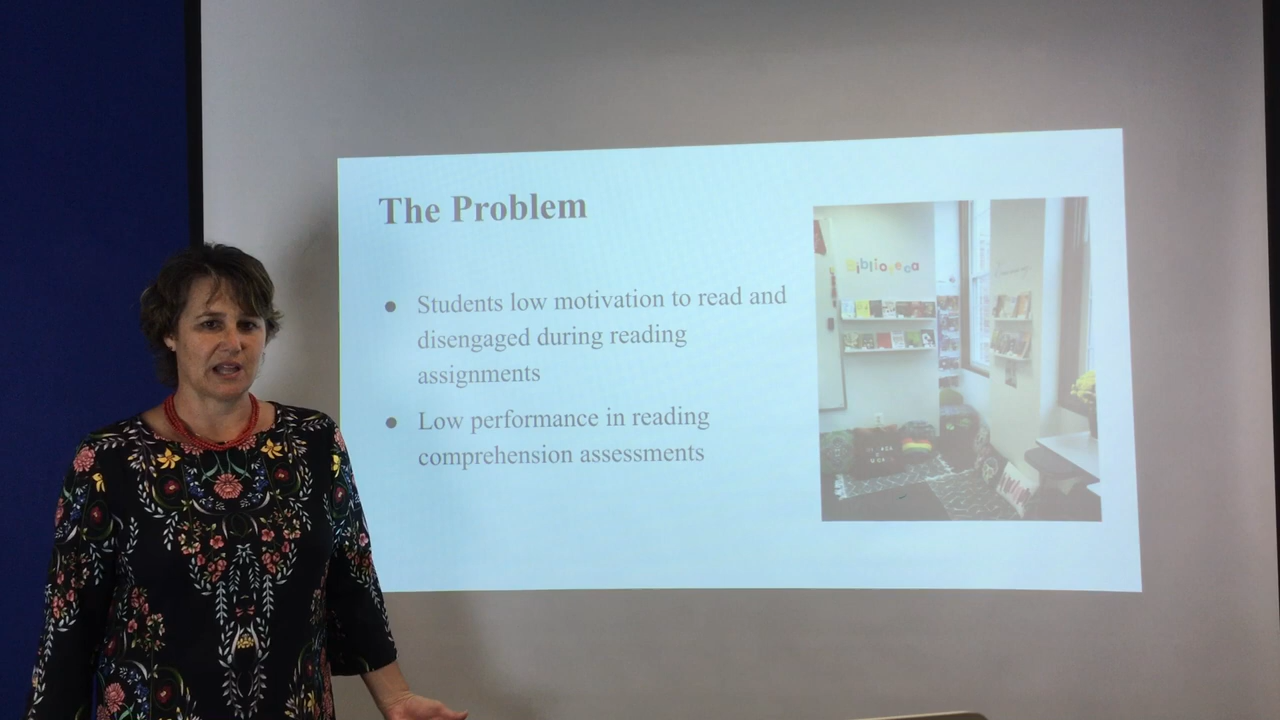 The Problem
● Students low motivation to read and
disengaged during reading
assignments
● Low performance in reading
comprehension assessments
Biblioteca